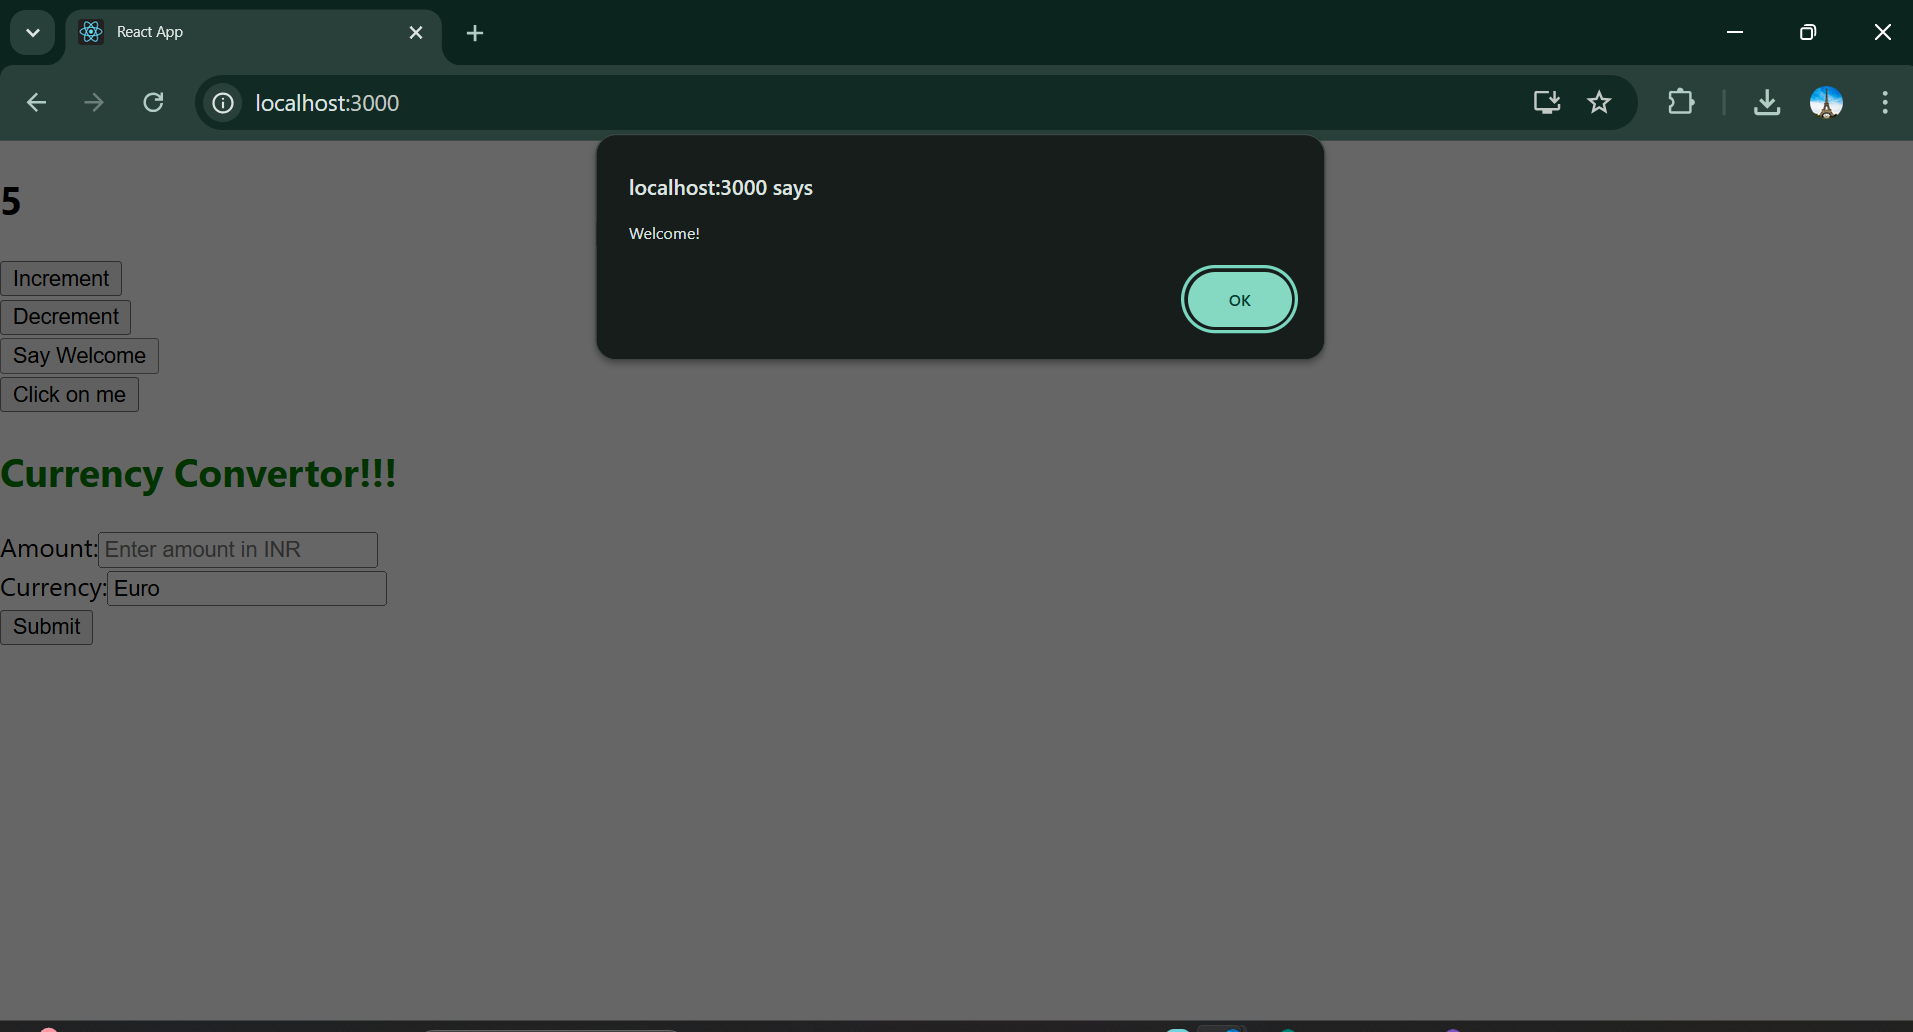 React App
localhost:3000
localhost:3000 says
Welcome!
OK
5
Increment
Decrement
Say Welcome
Click on me
Currency Convertor!!!
Amount: Enter amount in INR
Currency: Euro
Submit